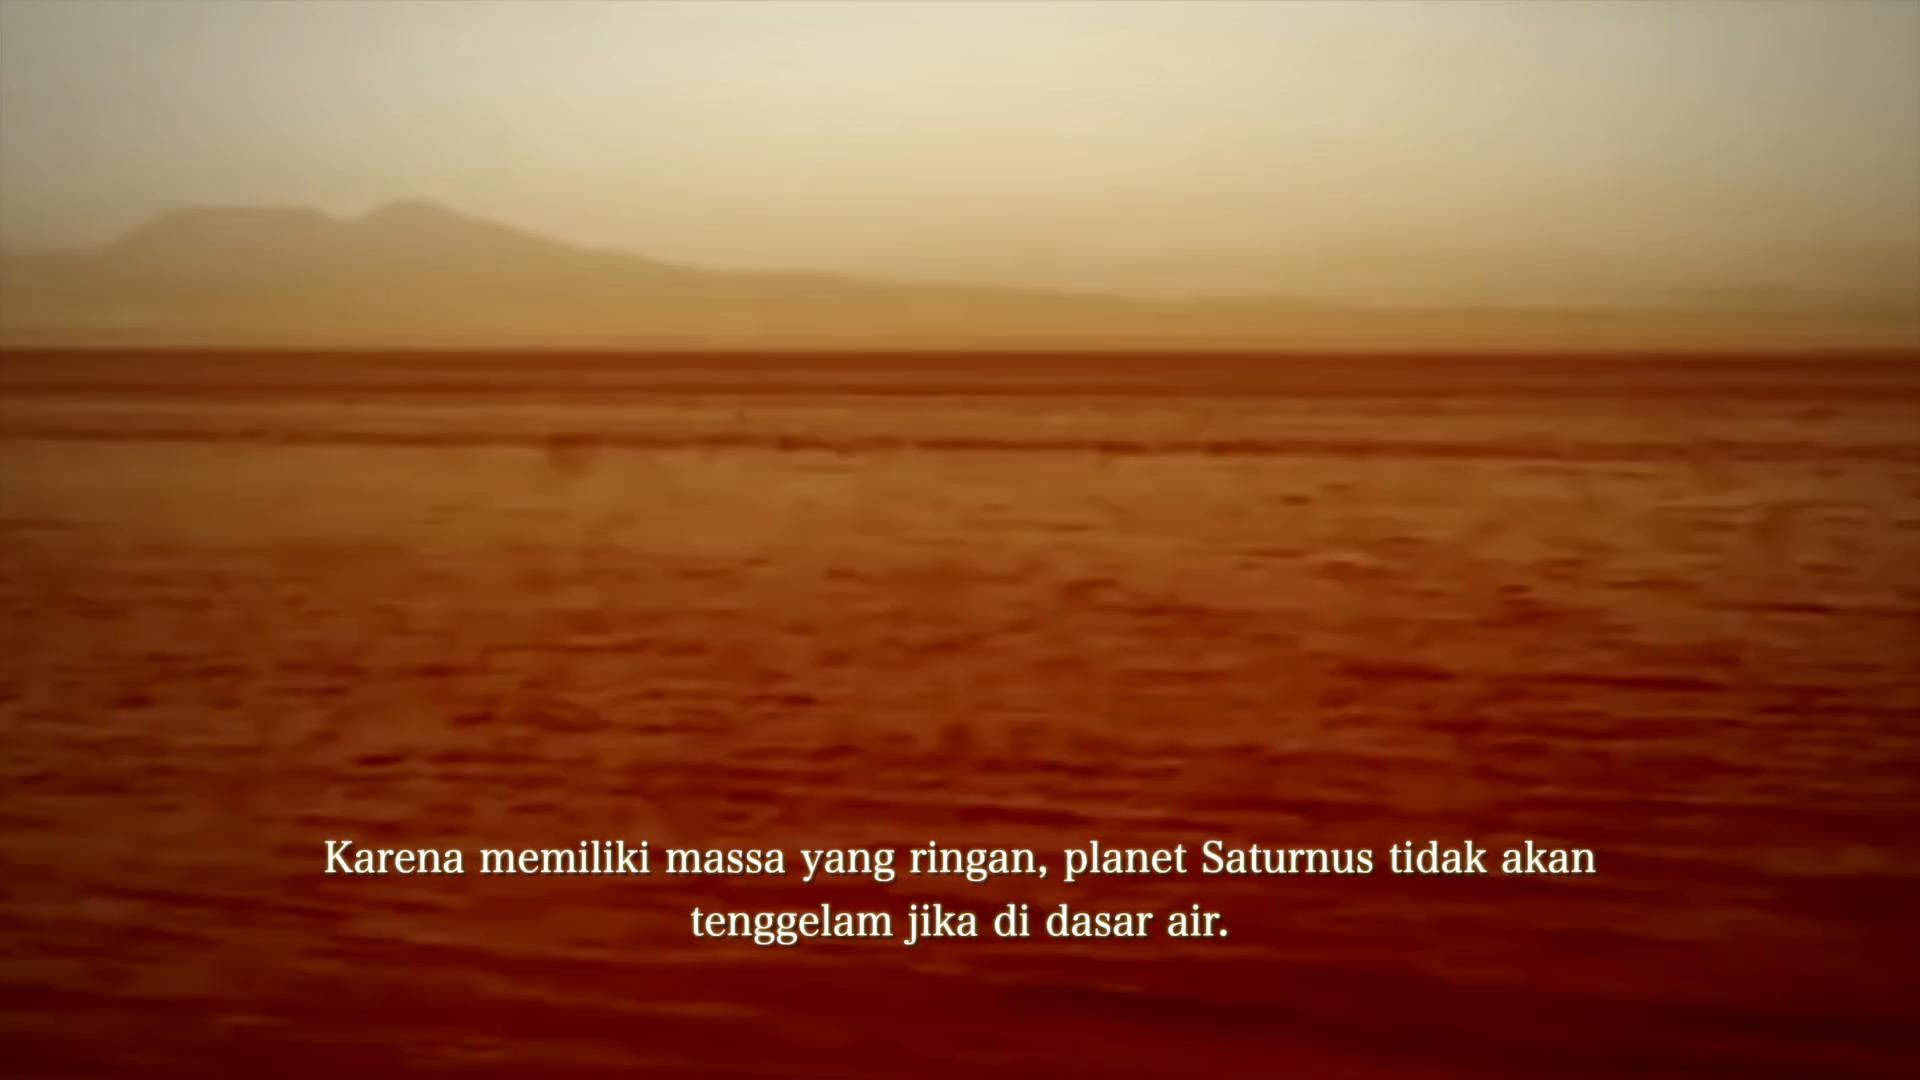 Karena memiliki massa yang ringan, planet Saturnus tidak akan
tenggelam jika di dasar air.